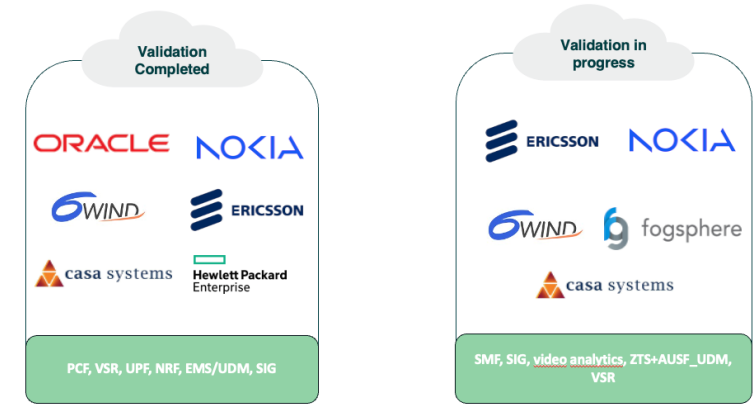 Validation
Completed
ORACLE
NOKIA
6WIND
ERICSSON
casa systems
Hewlett Packard
Enterprise
PCF, VSR, UPF, NRF, EMS/UDM, SIG
Validation in
progress
ERICSSON
NOKIA
6WIND
fogsphere
casa systems
SMF, SIG, video analytics, ZTS+AUSF_UDM,
VSR